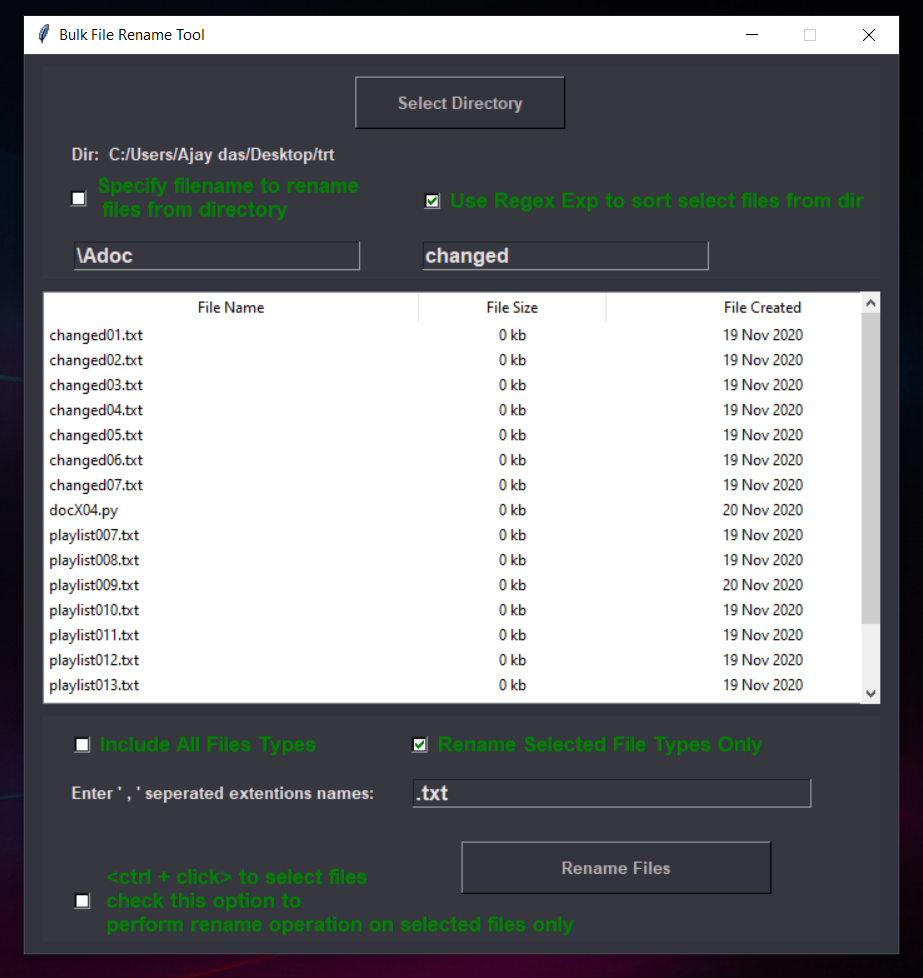 Bulk File Rename Tool
Select Directory
Dir:  C:/Users/Ajay das/Desktop/trt
Specify filename to rename
files from directory
Use Regex Exp to sort select files from dir
\Adoc
changed
File Name File Size File Created
changed01.txt 0 kb 19 Nov 2020
changed02.txt 0 kb 19 Nov 2020
changed03.txt 0 kb 19 Nov 2020
changed04.txt 0 kb 19 Nov 2020
changed05.txt 0 kb 19 Nov 2020
changed06.txt 0 kb 19 Nov 2020
changed07.txt 0 kb 19 Nov 2020
docX04.py 0 kb 20 Nov 2020
playlist007.txt 0 kb 19 Nov 2020
playlist008.txt 0 kb 19 Nov 2020
playlist009.txt 0 kb 20 Nov 2020
playlist010.txt 0 kb 19 Nov 2020
playlist011.txt 0 kb 19 Nov 2020
playlist012.txt 0 kb 19 Nov 2020
playlist013.txt 0 kb 19 Nov 2020
Include All Files Types
Rename Selected File Types Only
Enter ' , ' seperated extentions names:
.txt
Rename Files
<ctrl + click> to select files
check this option to
perform rename operation on selected files only